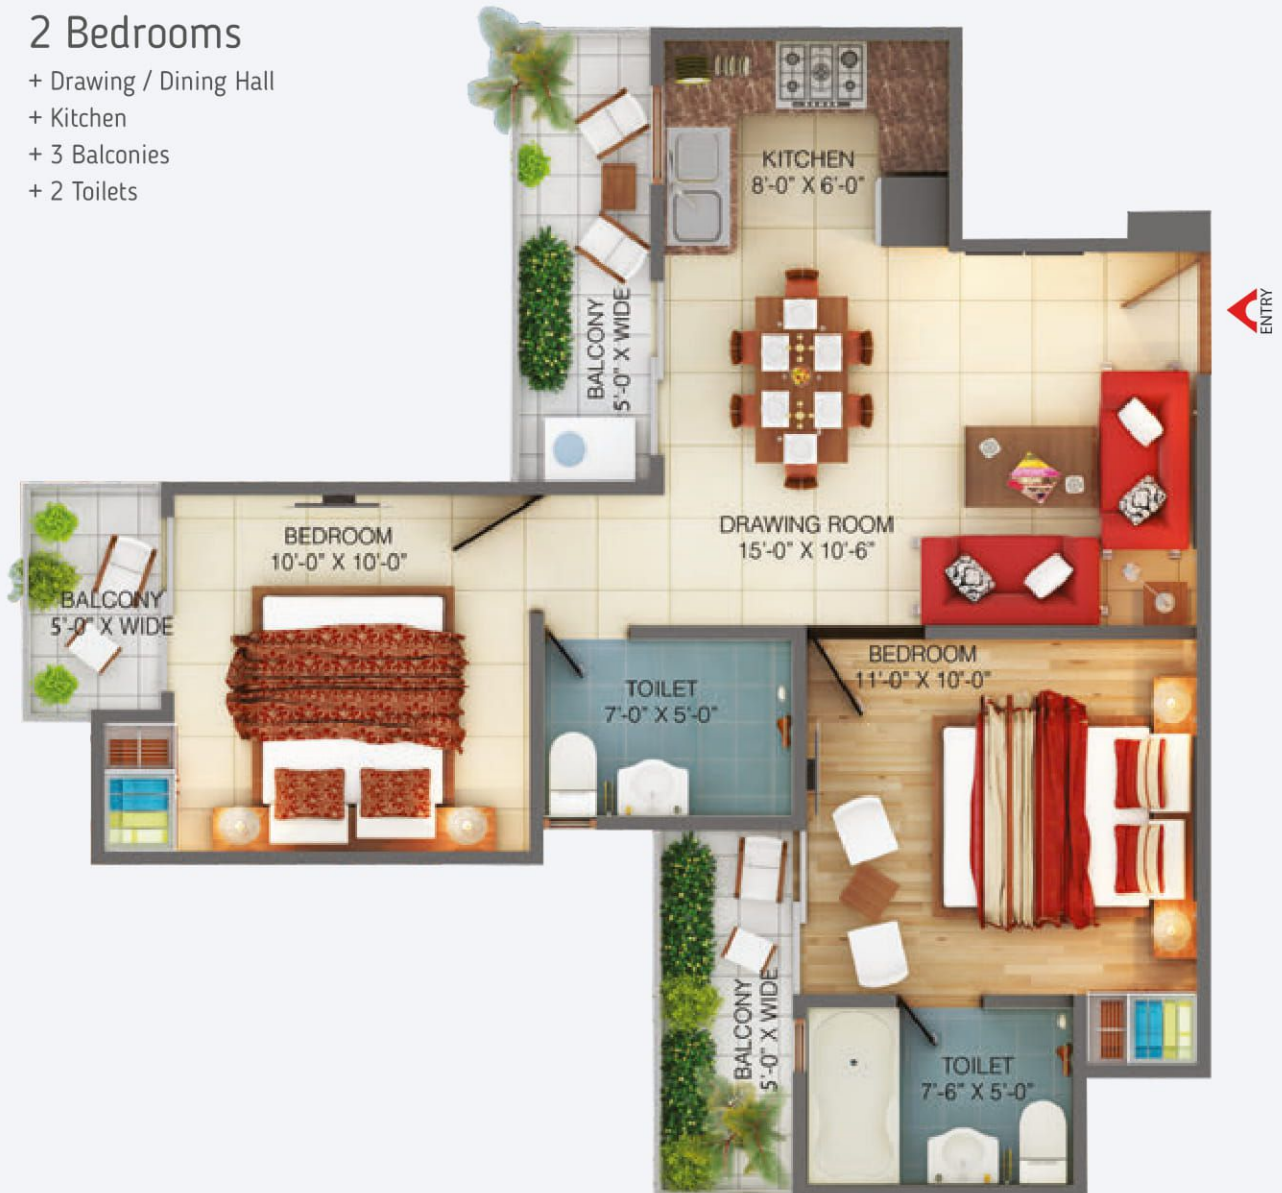 2 Bedrooms
+ Drawing / Dining Hall
+ Kitchen
+ 3 Balconies
+ 2 Toilets
KITCHEN
8'-0" X 6'-0"
BALCONY
5'-0" X WIDE
ENTRY
DRAWING ROOM
15'-0" X 10'-6"
BEDROOM
10'-0" X 10'-0"
BALCONY
5'-0" X WIDE
TOILET
7'-0" X 5'-0"
BEDROOM
11'-0" X 10'-0"
BALCONY
5'-0" X WIDE
TOILET
7'-6" X 5'-0"